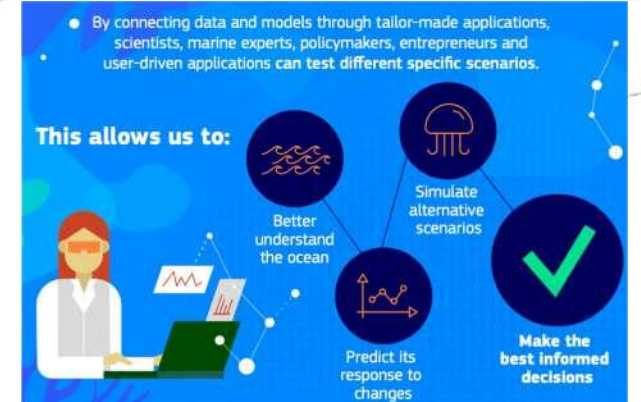 By connecting data and models through tailor-made applications,
scientists, marine experts, policymakers, entrepreneurs and
user-driven applications can test different specific scenarios.
This allows us to:
Better
understand
the ocean
Predict its
response to
changes
Simulate
alternative
scenarios
Make the
best informed
decisions